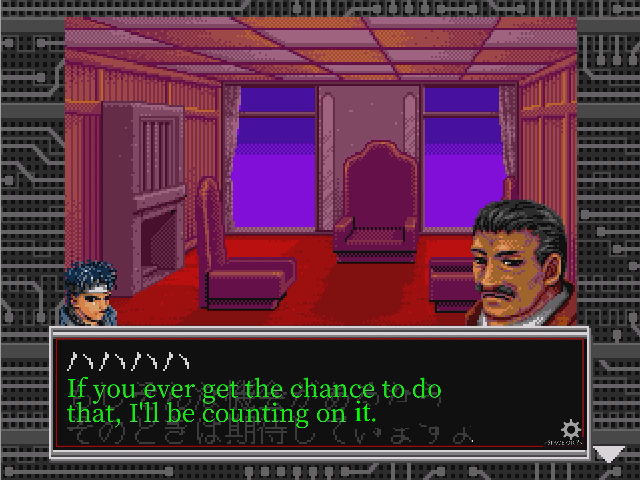 ハハハハ
If you ever get the chance to do
that, I'll be counting on it.
そのときは期待していますよ